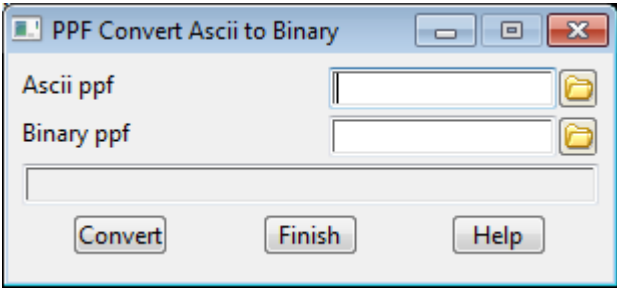 PPF Convert Ascii to Binary
Ascii ppf
Binary ppf
Convert Finish Help